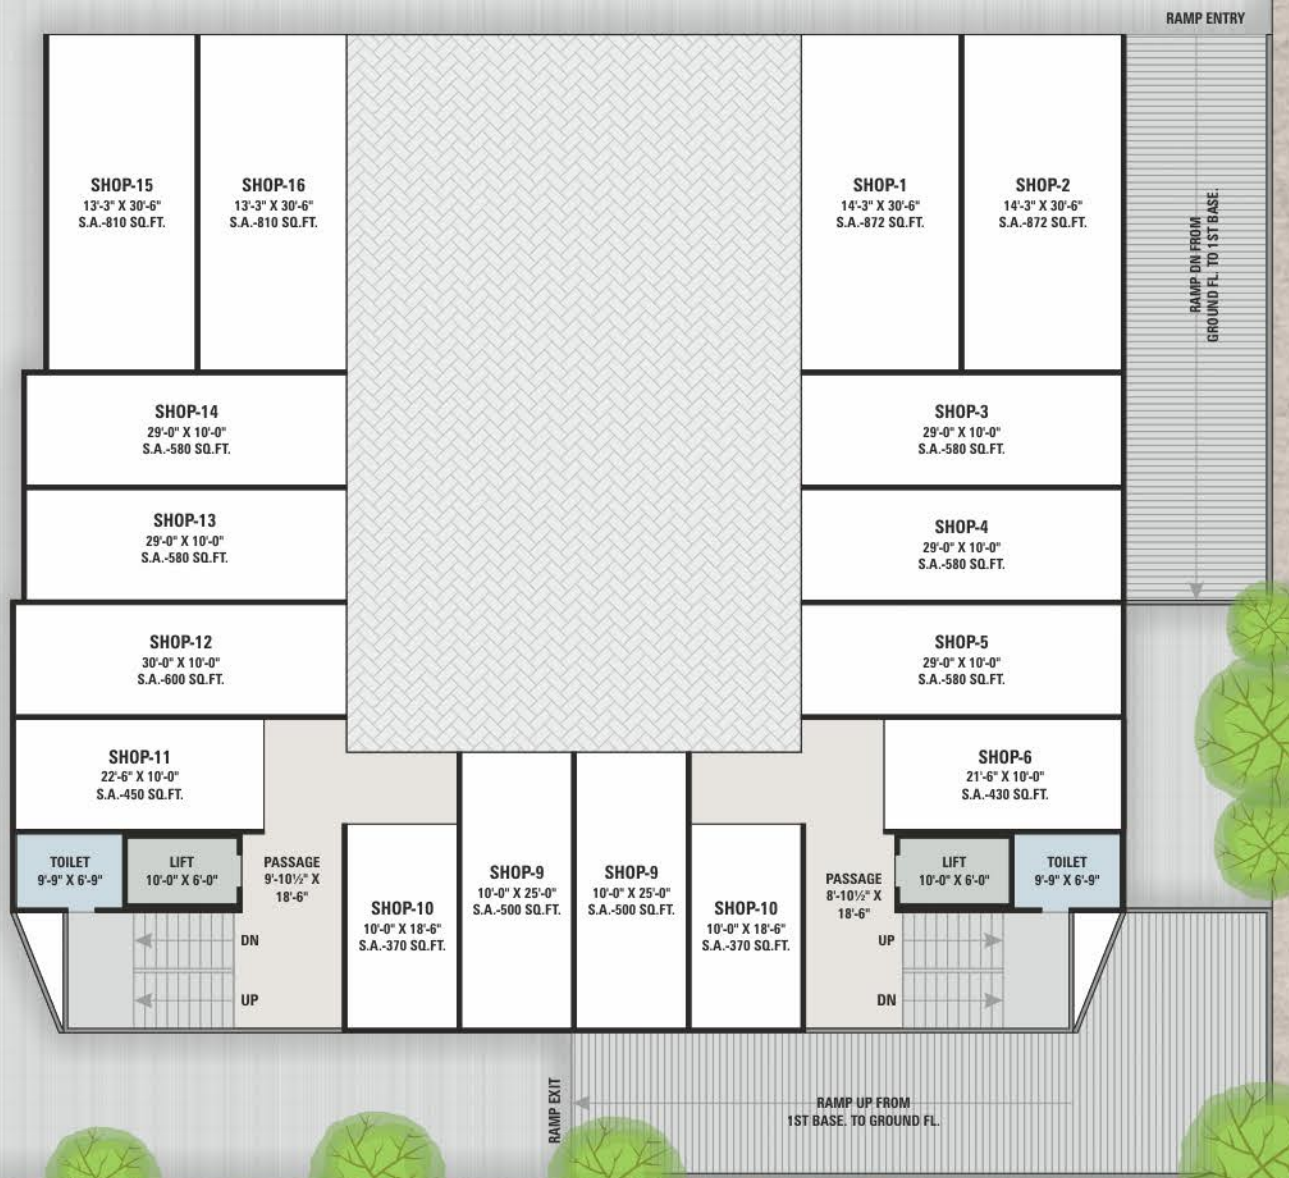 RAMP ENTRY
SHOP-15
13'-3" X 30'-6"
S.A.-810 SQ.FT.
SHOP-16
13'-3" X 30'-6"
S.A.-810 SQ.FT.
SHOP-1
14'-3" X 30'-6"
S.A.-872 SQ.FT.
SHOP-2
14'-3" X 30'-6"
S.A.-872 SQ.FT.
RAMP DN FROM
GROUND FL. TO 1ST BASE.
SHOP-14
29'-0" X 10'-0"
S.A.-580 SQ.FT.
SHOP-3
29'-0" X 10'-0"
S.A.-580 SQ.FT.
SHOP-13
29'-0" X 10'-0"
S.A.-580 SQ.FT.
SHOP-4
29'-0" X 10'-0"
S.A.-580 SQ.FT.
SHOP-12
30'-0" X 10'-0"
S.A.-600 SQ.FT.
SHOP-5
29'-0" X 10'-0"
S.A.-580 SQ.FT.
SHOP-11
22'-6" X 10'-0"
S.A.-450 SQ.FT.
SHOP-6
21'-6" X 10'-0"
S.A.-430 SQ.FT.
TOILET
9'-9" X 6'-9"
LIFT
10'-0" X 6'-0"
PASSAGE
9'-10½" X
18'-6"
SHOP-10
10'-0" X 18'-6"
S.A.-370 SQ.FT.
SHOP-9
10'-0" X 25'-0"
S.A.-500 SQ.FT.
SHOP-9
10'-0" X 25'-0"
S.A.-500 SQ.FT.
SHOP-10
10'-0" X 18'-6"
S.A.-370 SQ.FT.
PASSAGE
8'-10½" X
18'-6"
LIFT
10'-0" X 6'-0"
TOILET
9'-9" X 6'-9"
DN
UP
UP
DN
RAMP EXIT
RAMP UP FROM
1ST BASE. TO GROUND FL.